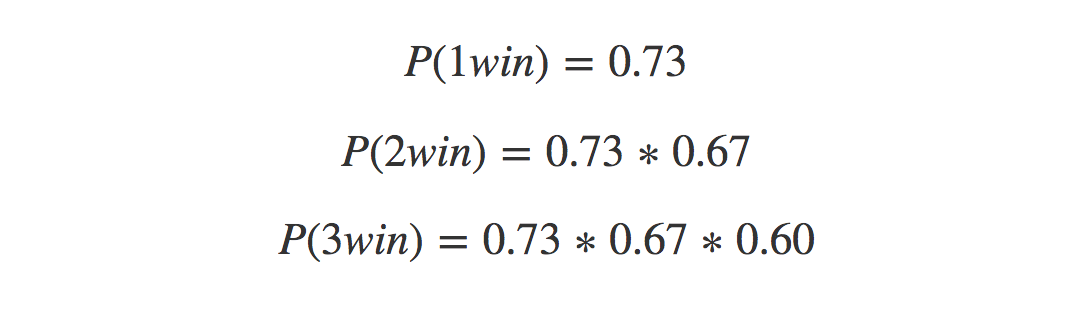 P(1win) = 0.73
P(2win) = 0.73 * 0.67
P(3win) = 0.73 * 0.67 * 0.60